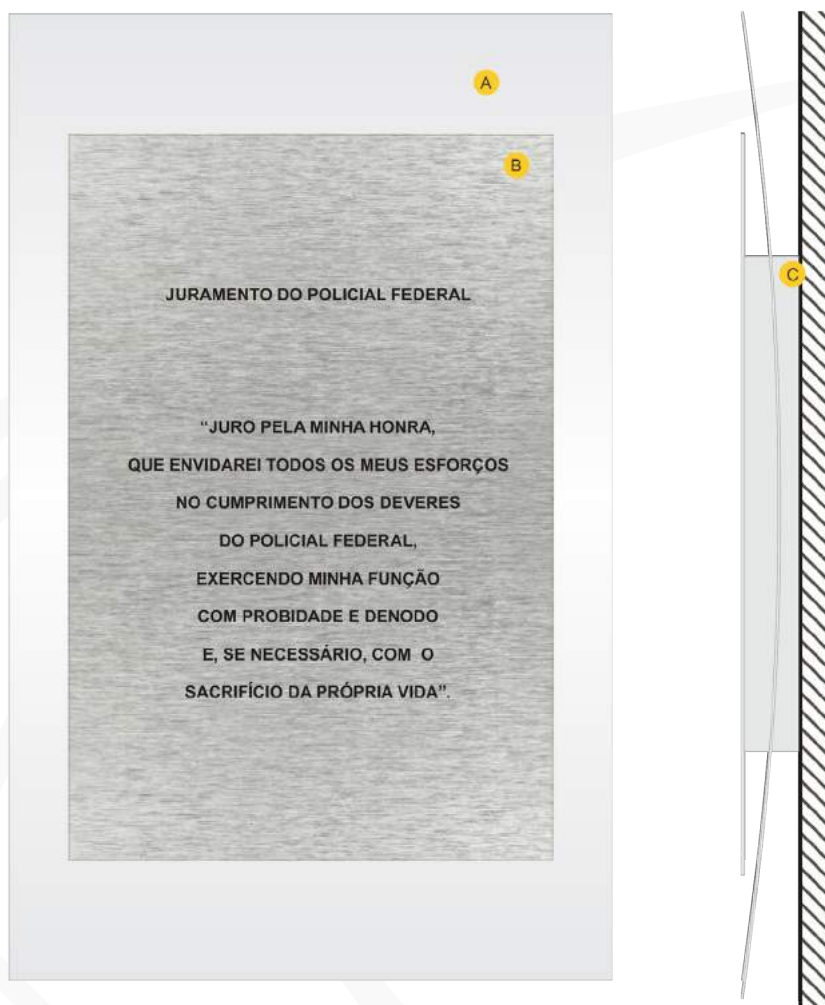 A
B
JURAMENTO DO POLICIAL FEDERAL
C
“JURO PELA MINHA HONRA,
QUE ENVIDAREI TODOS OS MEUS ESFORÇOS
NO CUMPRIMENTO DOS DEVERES
DO POLICIAL FEDERAL,
EXERCENDO MINHA FUNÇÃO
COM PROBIDADE E DENODO
E, SE NECESSÁRIO, COM O
SACRIFÍCIO DA PRÓPRIA VIDA”.